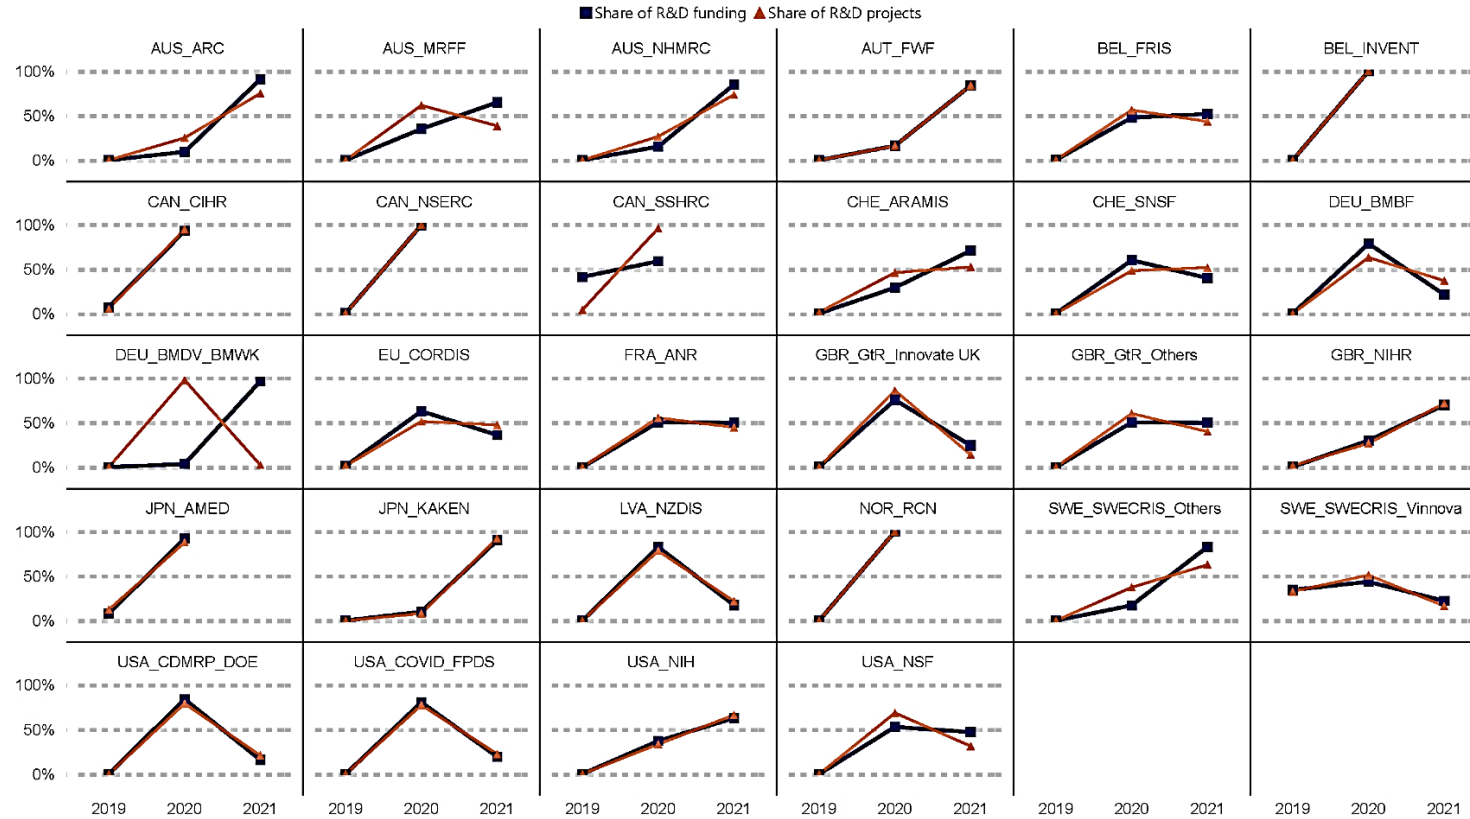 Share of R&D funding Share of R&D projects
AUS_ARC AUS_MRFF AUS_NHMRC AUT_FWF BEL_FRIS BEL_INVENT
100%
50%
0%
CAN_CIHR CAN_NSERC CAN_SSHRC CHE_ARAMIS CHE_SNSF DEU_BMBF
100%
50%
0%
DEU_BMDV_BMWK EU_CORDIS FRA_ANR GBR_GtR_Innovate UK GBR_GtR_Others GBR_NIHR
100%
50%
0%
JPN_AMED JPN_KAKEN LVA_NZDIS NOR_RCN SWE_SWECRIS_Others SWE_SWECRIS_Vinnova
100%
50%
0%
USA_CDMRP_DOE USA_COVID_FPDS USA_NIH USA_NSF
100%
50%
0%
2019 2020 2021 2019 2020 2021 2019 2020 2021 2019 2020 2021 2019 2020 2021 2019 2020 2021